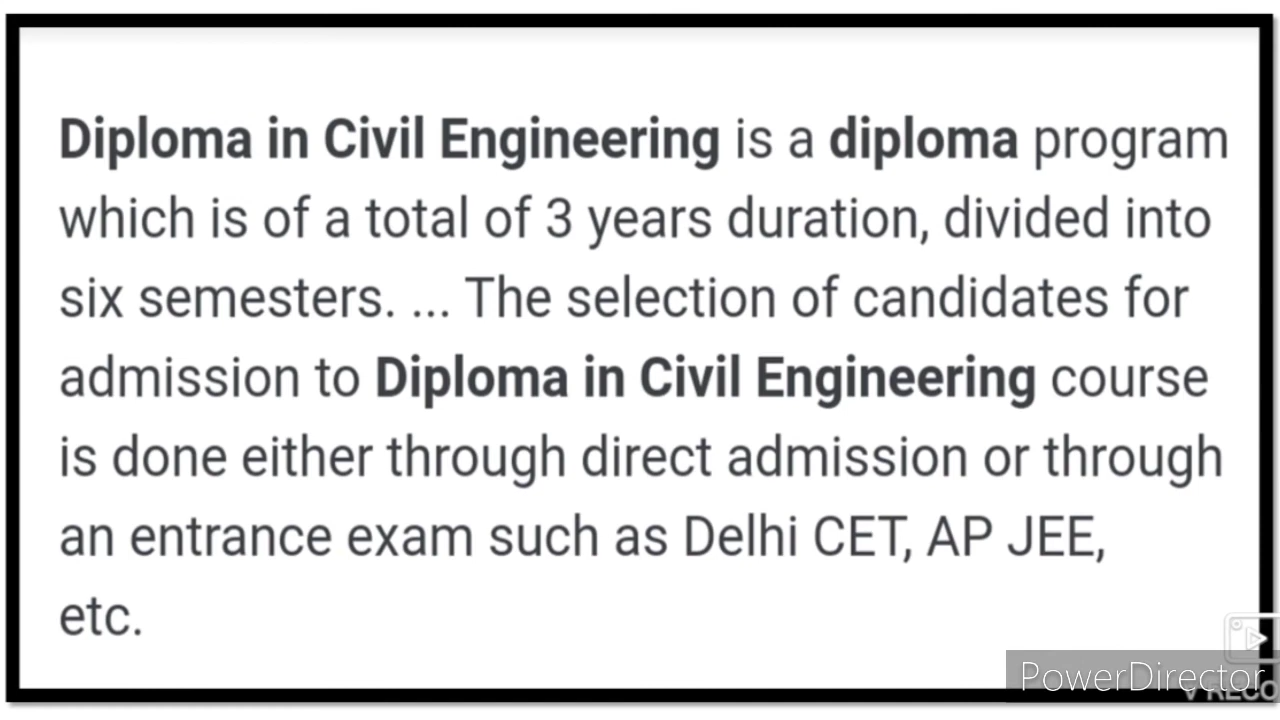 Diploma in Civil Engineering is a diploma program
which is of a total of 3 years duration, divided into
six semesters. ... The selection of candidates for
admission to Diploma in Civil Engineering course
is done either through direct admission or through
an entrance exam such as Delhi CET, AP JEE,
etc.
PowerDirector
V RECO